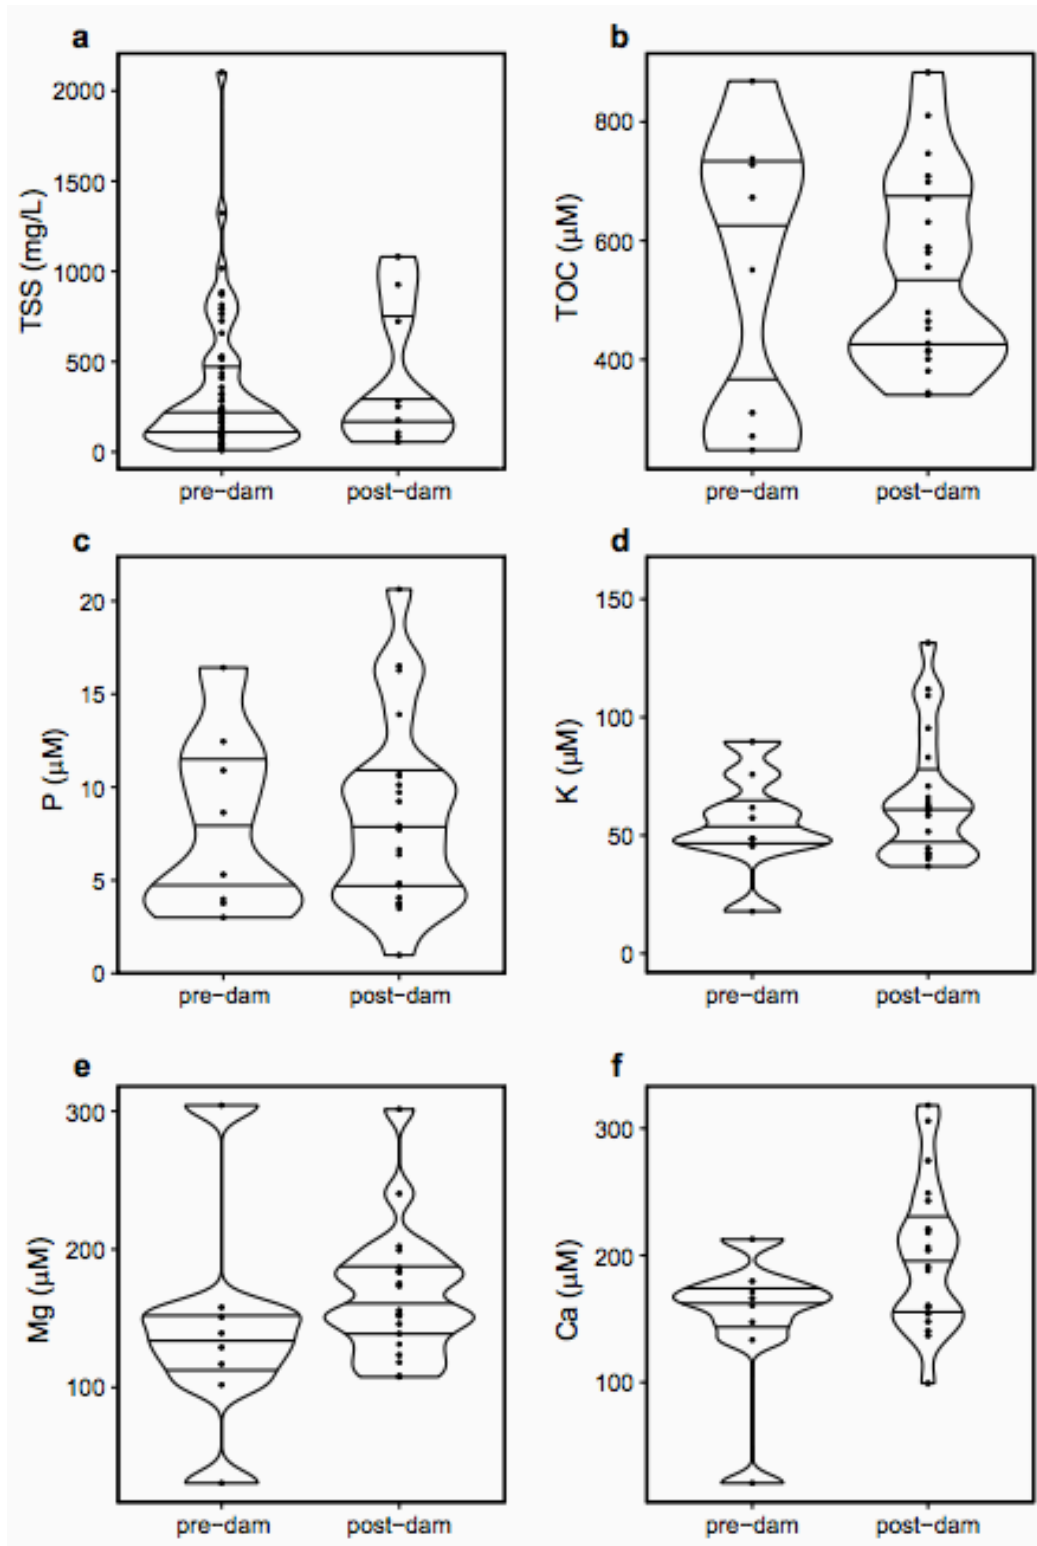 a
2000
1500
1000
500
0
TSS (mg/L)
pre−dam post−dam
b
800
600
400
TOC (μM)
pre−dam post−dam
c
20
15
10
5
0
P (μM)
pre−dam post−dam
d
150
100
50
0
K (μM)
pre−dam post−dam
e
300
200
100
Mg (μM)
pre−dam post−dam
f
300
200
100
Ca (μM)
pre−dam post−dam